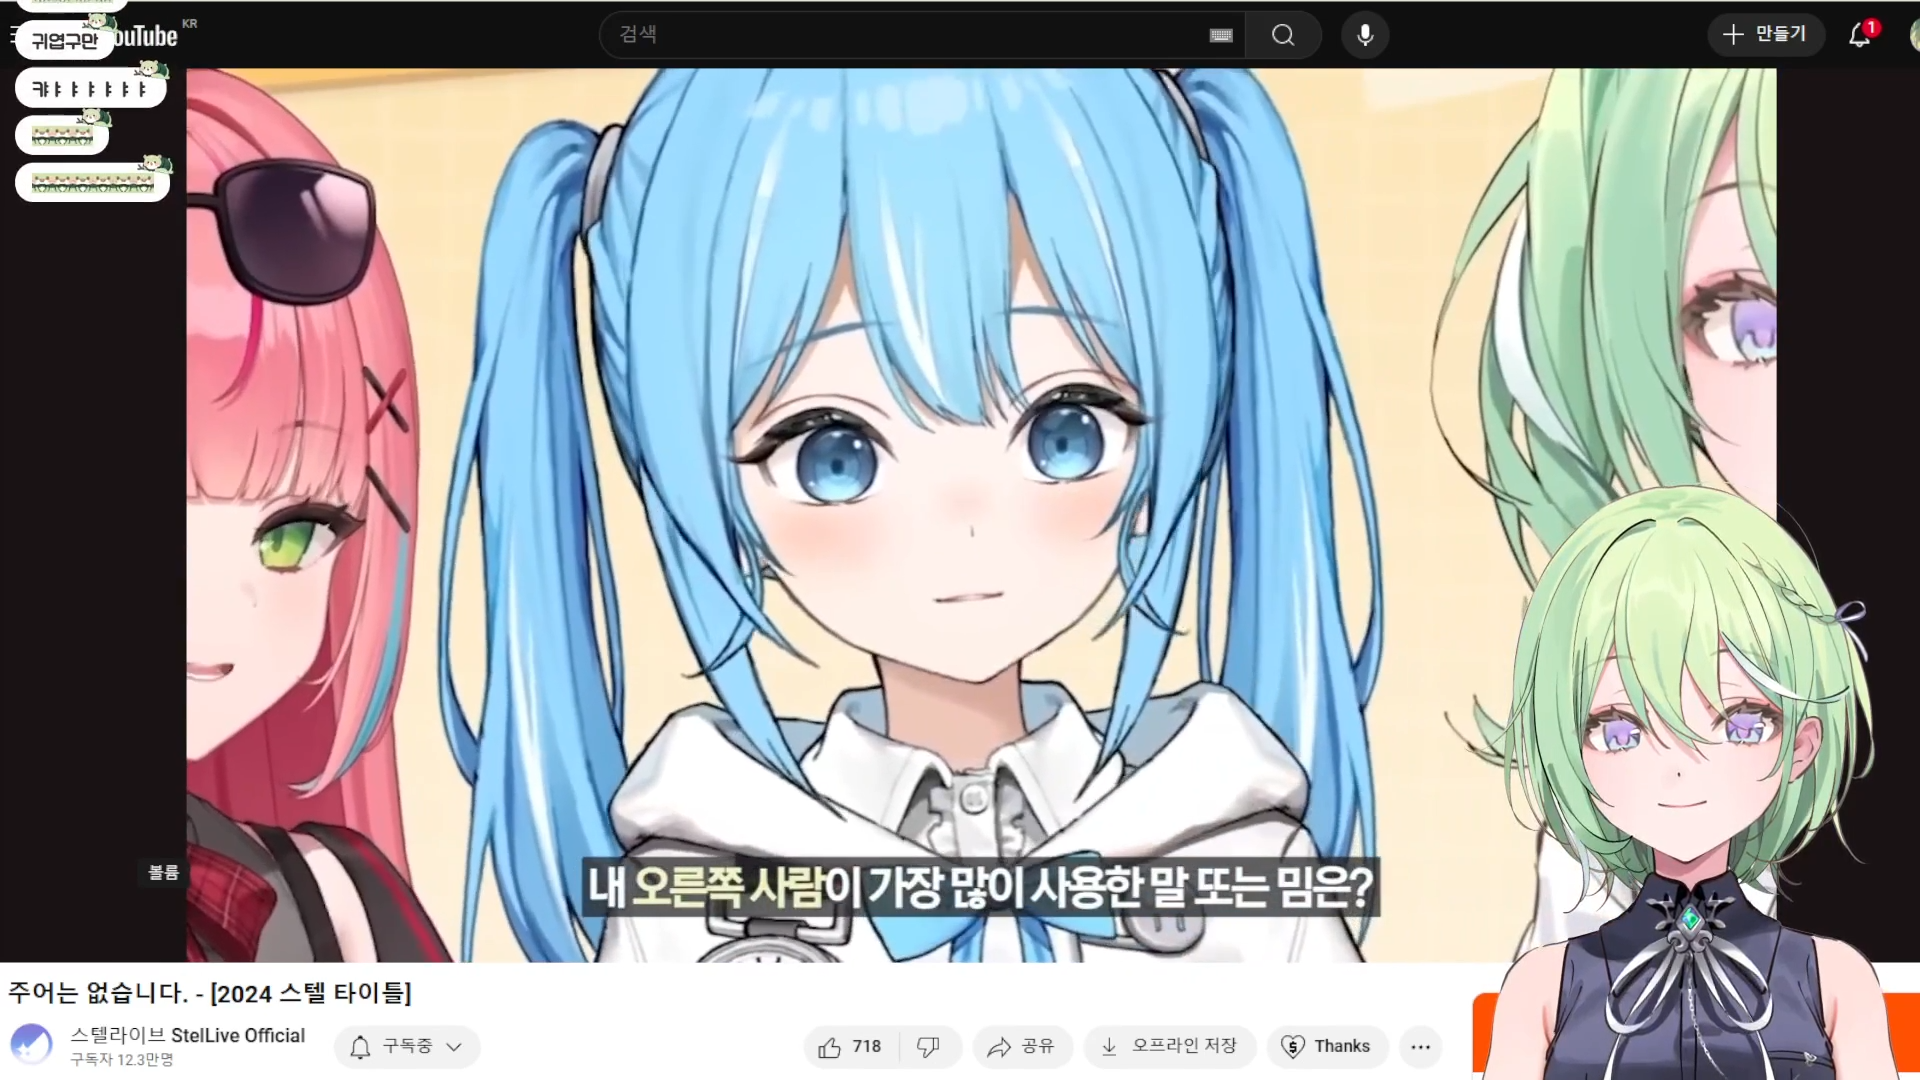 귀엽구만
YouTube KR
검색
만들기
1
캬ㅑㅑㅑㅑㅑㅑ
볼륨
내 오른쪽 사람이 가장 많이 사용한 말 또는 밈은?
주어는 없습니다. - [2024 스텔 타이틀]
스텔라이브 StelLive Official
구독자 12.3만명
구독중
718
공유
오프라인 저장
Thanks